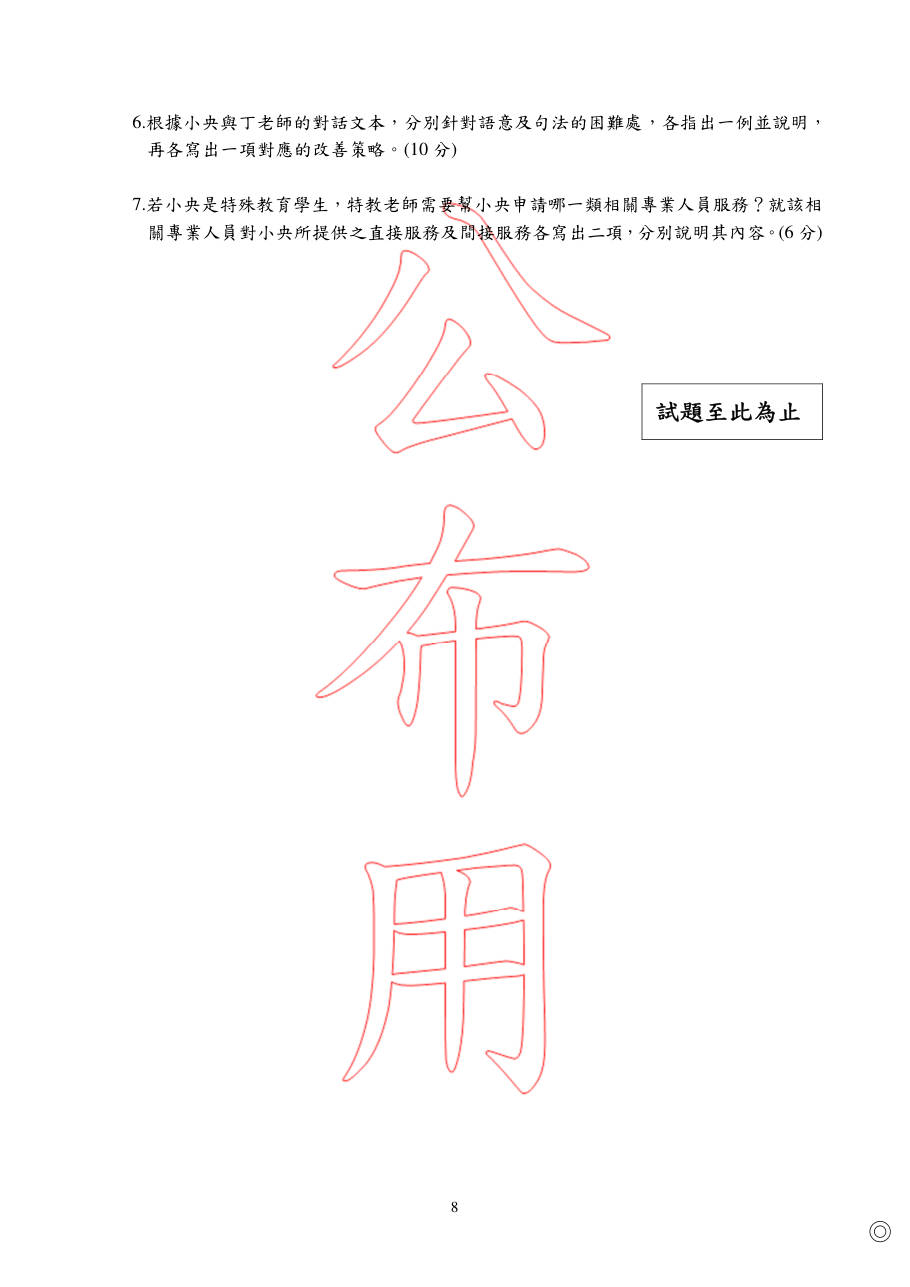 6.根據小央與丁老師的對話文本，分別針對語意及句法的困難處，各指出一例並說明，
再各寫出一項對應的改善策略。(10 分)
7.若小央是特殊教育學生，特教老師需要幫小央申請哪一類相關專業人員服務？就該相
關專業人員對小央所提供之直接服務及間接服務各寫出二項，分別說明其內容。(6 分)
試題至此為止
公
布
用
8
◎